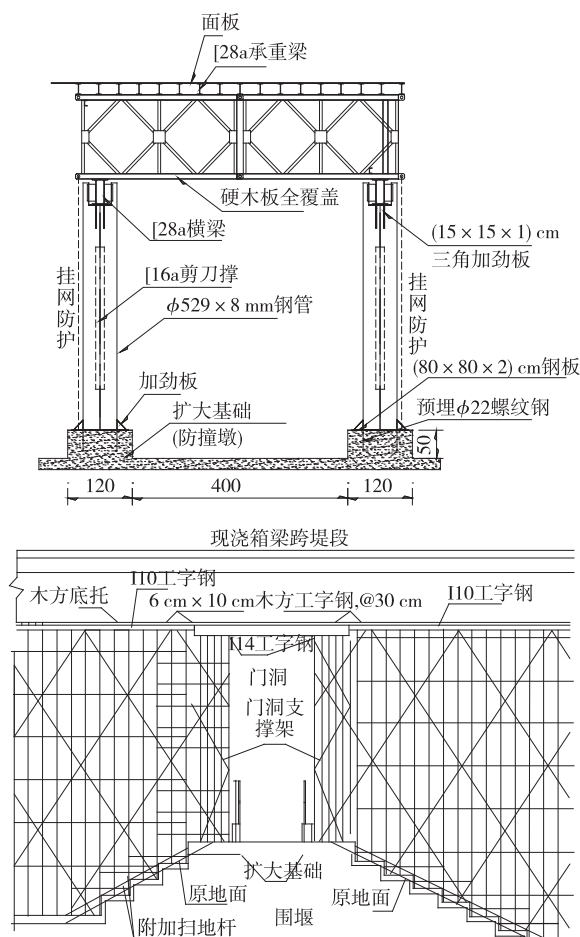 面板
[28a承重梁
硬木板全覆盖
[28a横梁
(15×15×1) cm
三角加劲板
挂网防护
[16a剪刀撑
挂网防护
φ529×8 mm钢管
(80×80×2) cm钢板
加劲板
预埋φ22螺纹钢
扩大基础
(防撞墩)
50
120
400
120
现浇箱梁跨堤段
I10工字钢
木方底托
6 cm×10 cm木方工字钢,@30 cm
I10工字钢
I14工字钢
门洞
门洞支
撑架
扩大基础
原地面
原地面
围堰
附加扫地杆